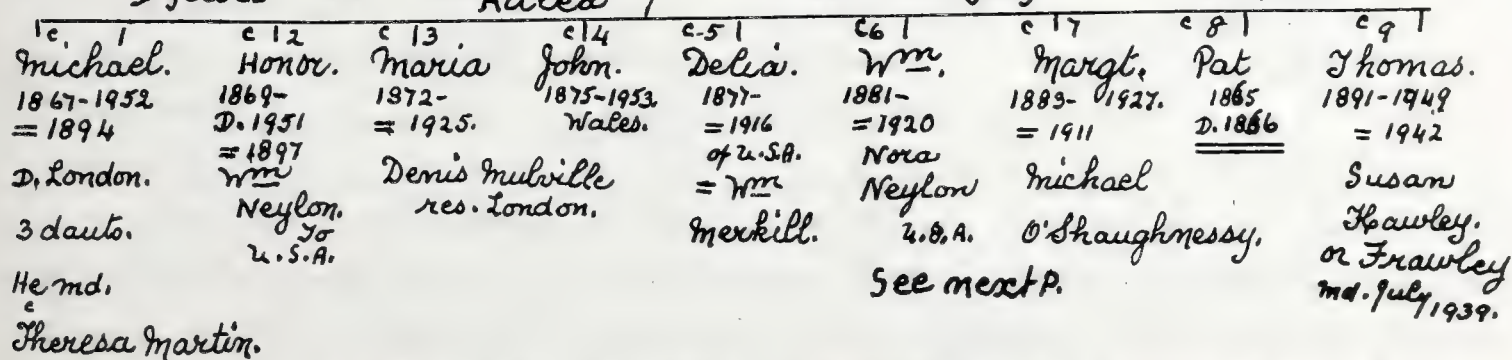 c 1 c 2 c 3 c 4 c-5 c6 c 7 c 8 c 9
Michael. Honor. Maria John. Delia. Wm. Margt. Pat Thomas.
1867-1952 1869- 1872- 1875-1953 1877- 1881- 1883-1927. 1865 1891-1949
= 1894 D. 1951 = 1925. Wales. = 1916 = 1920 = 1911 D. 1866 = 1942
= 1897 of U.S.A. Nora
D. London. Wm Denis Mulville = Wm Neylon Michael Susan
Neylon. res. London.
3 dautS. To Merkill. U.S.A. O'Shaughnessy. Hawley.
U.S.A. or Frawley
He md. See next P. md. July, 1939.
c
Theresa Martin.